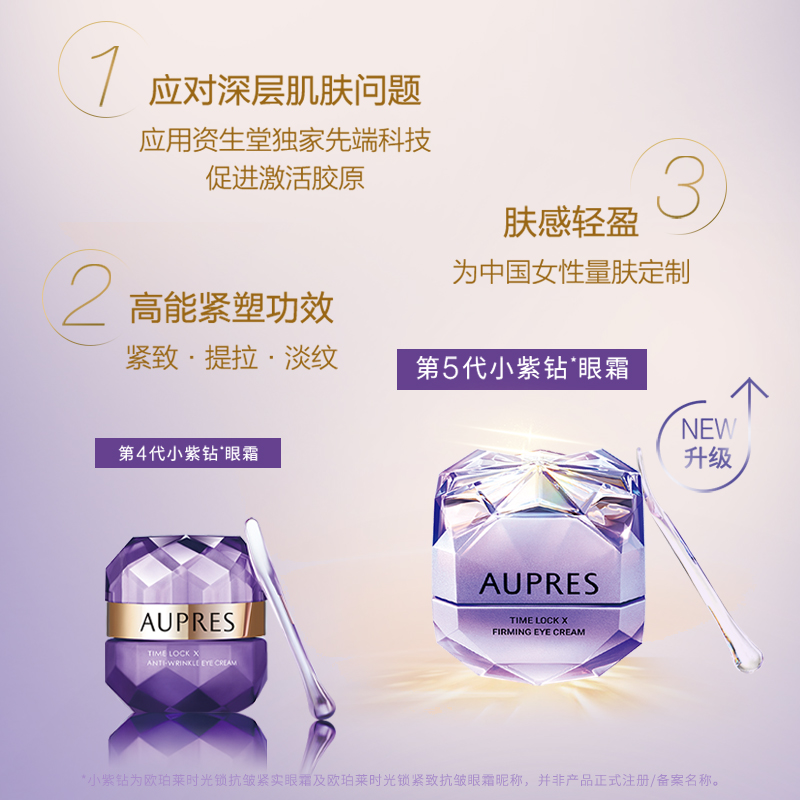 1
应对深层肌肤问题
应用资生堂独家先端科技
促进激活胶原
3
肤感轻盈
为中国女性量肤定制
2
高能紧塑功效
紧致·提拉·淡纹
第5代小紫钻*眼霜
NEW
升级
第4代小紫钻*眼霜
AUPRES
TIME LOCK X
FIRMING EYE CREAM
AUPRES
TIME LOCK X
ANTI-WRINKLE EYE CREAM
*小紫钻为欧珀莱时光锁抗皱紧实眼霜及欧珀莱时光锁紧致抗皱眼霜昵称，并非产品正式注册/备案名称。